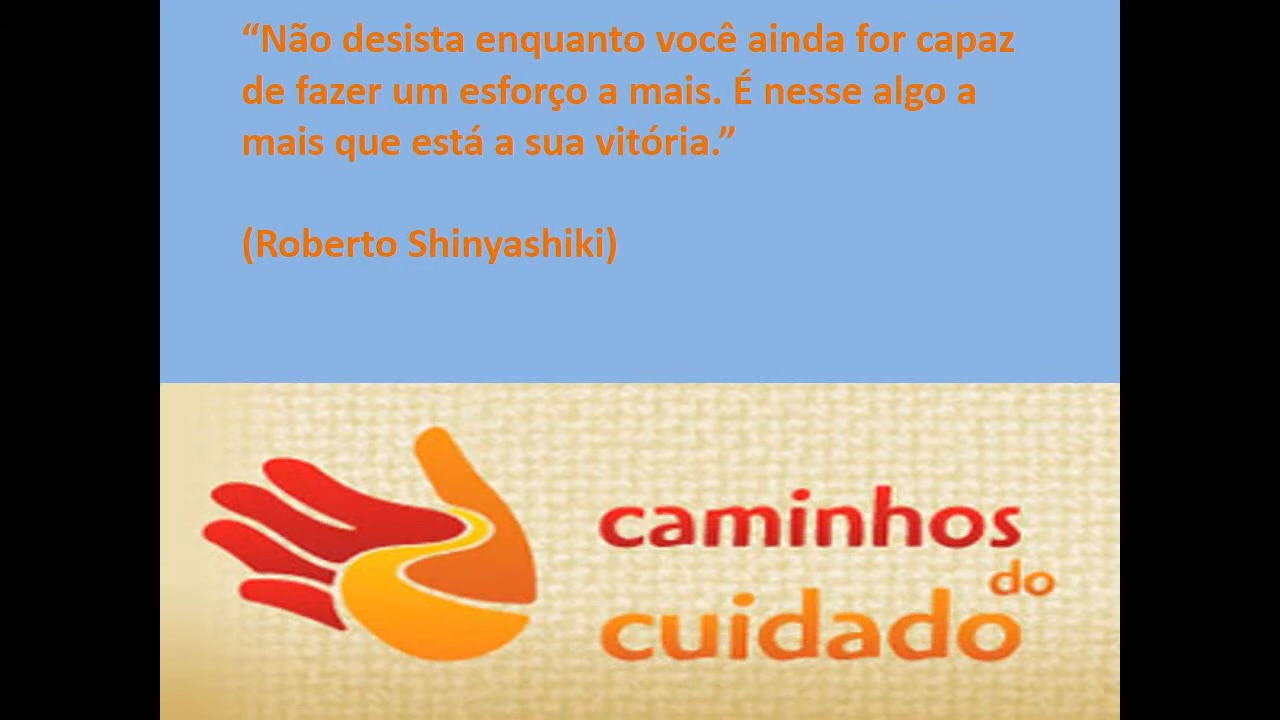 “Não desista enquanto você ainda for capaz
de fazer um esforço a mais. É nesse algo a
mais que está a sua vitória.”
(Roberto Shinyashiki)
caminhos
do
cuidado